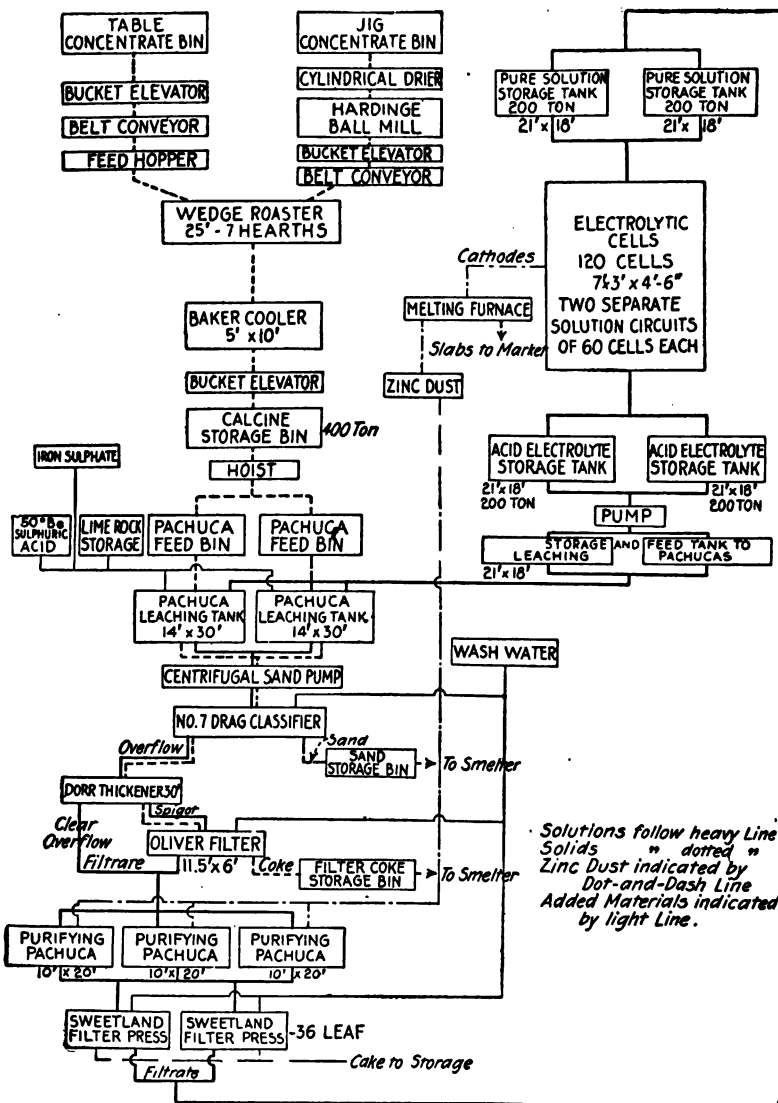 TABLE
CONCENTRATE BIN
JIG
CONCENTRATE BIN
BUCKET ELEVATOR
BELT CONVEYOR
FEED HOPPER
CYLINDRICAL DRIER
HARDINGE
BALL MILL
BUCKET ELEVATOR
BELT CONVEYOR
PURE SOLUTION
STORAGE TANK
200 TON
21'x 18'
PURE SOLUTION
STORAGE TANK
200 TON
21'x 18'
WEDGE ROASTER
25'-7 HEARTHS
ELECTROLYTIC
CELLS
120 CELLS
7'x3' x 4'-6"
TWO SEPARATE
SOLUTION CIRCUITS
OF 60 CELLS EACH
Cathodes
MELTING FURNACE
Slabs to Market
ZINC DUST
BAKER COOLER
5' x10'
BUCKET ELEVATOR
CALCINE
STORAGE BIN
400 Ton
HOIST
IRON SULPHATE
50° Be
SULPHURIC
ACID
LIME ROCK
STORAGE
PACHUCA
FEED BIN
PACHUCA
FEED BIN
ACID ELECTROLYTE
STORAGE TANK
21'x 18'
200 TON
ACID ELECTROLYTE
STORAGE TANK
21'x 18'
200 TON
PUMP
STORAGE AND FEED TANK TO
LEACHING PACHUCAS
21'x 18'
PACHUCA
LEACHING TANK
14' x 30'
PACHUCA
LEACHING TANK
14' x 30'
CENTRIFUGAL SAND PUMP
WASH WATER
NO. 7 DRAG CLASSIFIER
Overflow
Sand
SAND
STORAGE BIN
To Smelter
DORR THICKENER 30'
Spigot
Clear
Overflow
OLIVER FILTER
11.5'x 6'
Filtrare
Coke
FILTER COKE
STORAGE BIN
To Smelter
Solutions follow heavy Line
Solids " dotted "
Zinc Dust indicated by
Dot-and-Dash Line
Added Materials indicated
by light Line.
PURIFYING
PACHUCA
10' x 20'
PURIFYING
PACHUCA
10'x 20'
PURIFYING
PACHUCA
10' x 20'
SWEETLAND
FILTER PRESS
SWEETLAND
FILTER PRESS
-36 LEAF
Cake to Storage
Filtrate